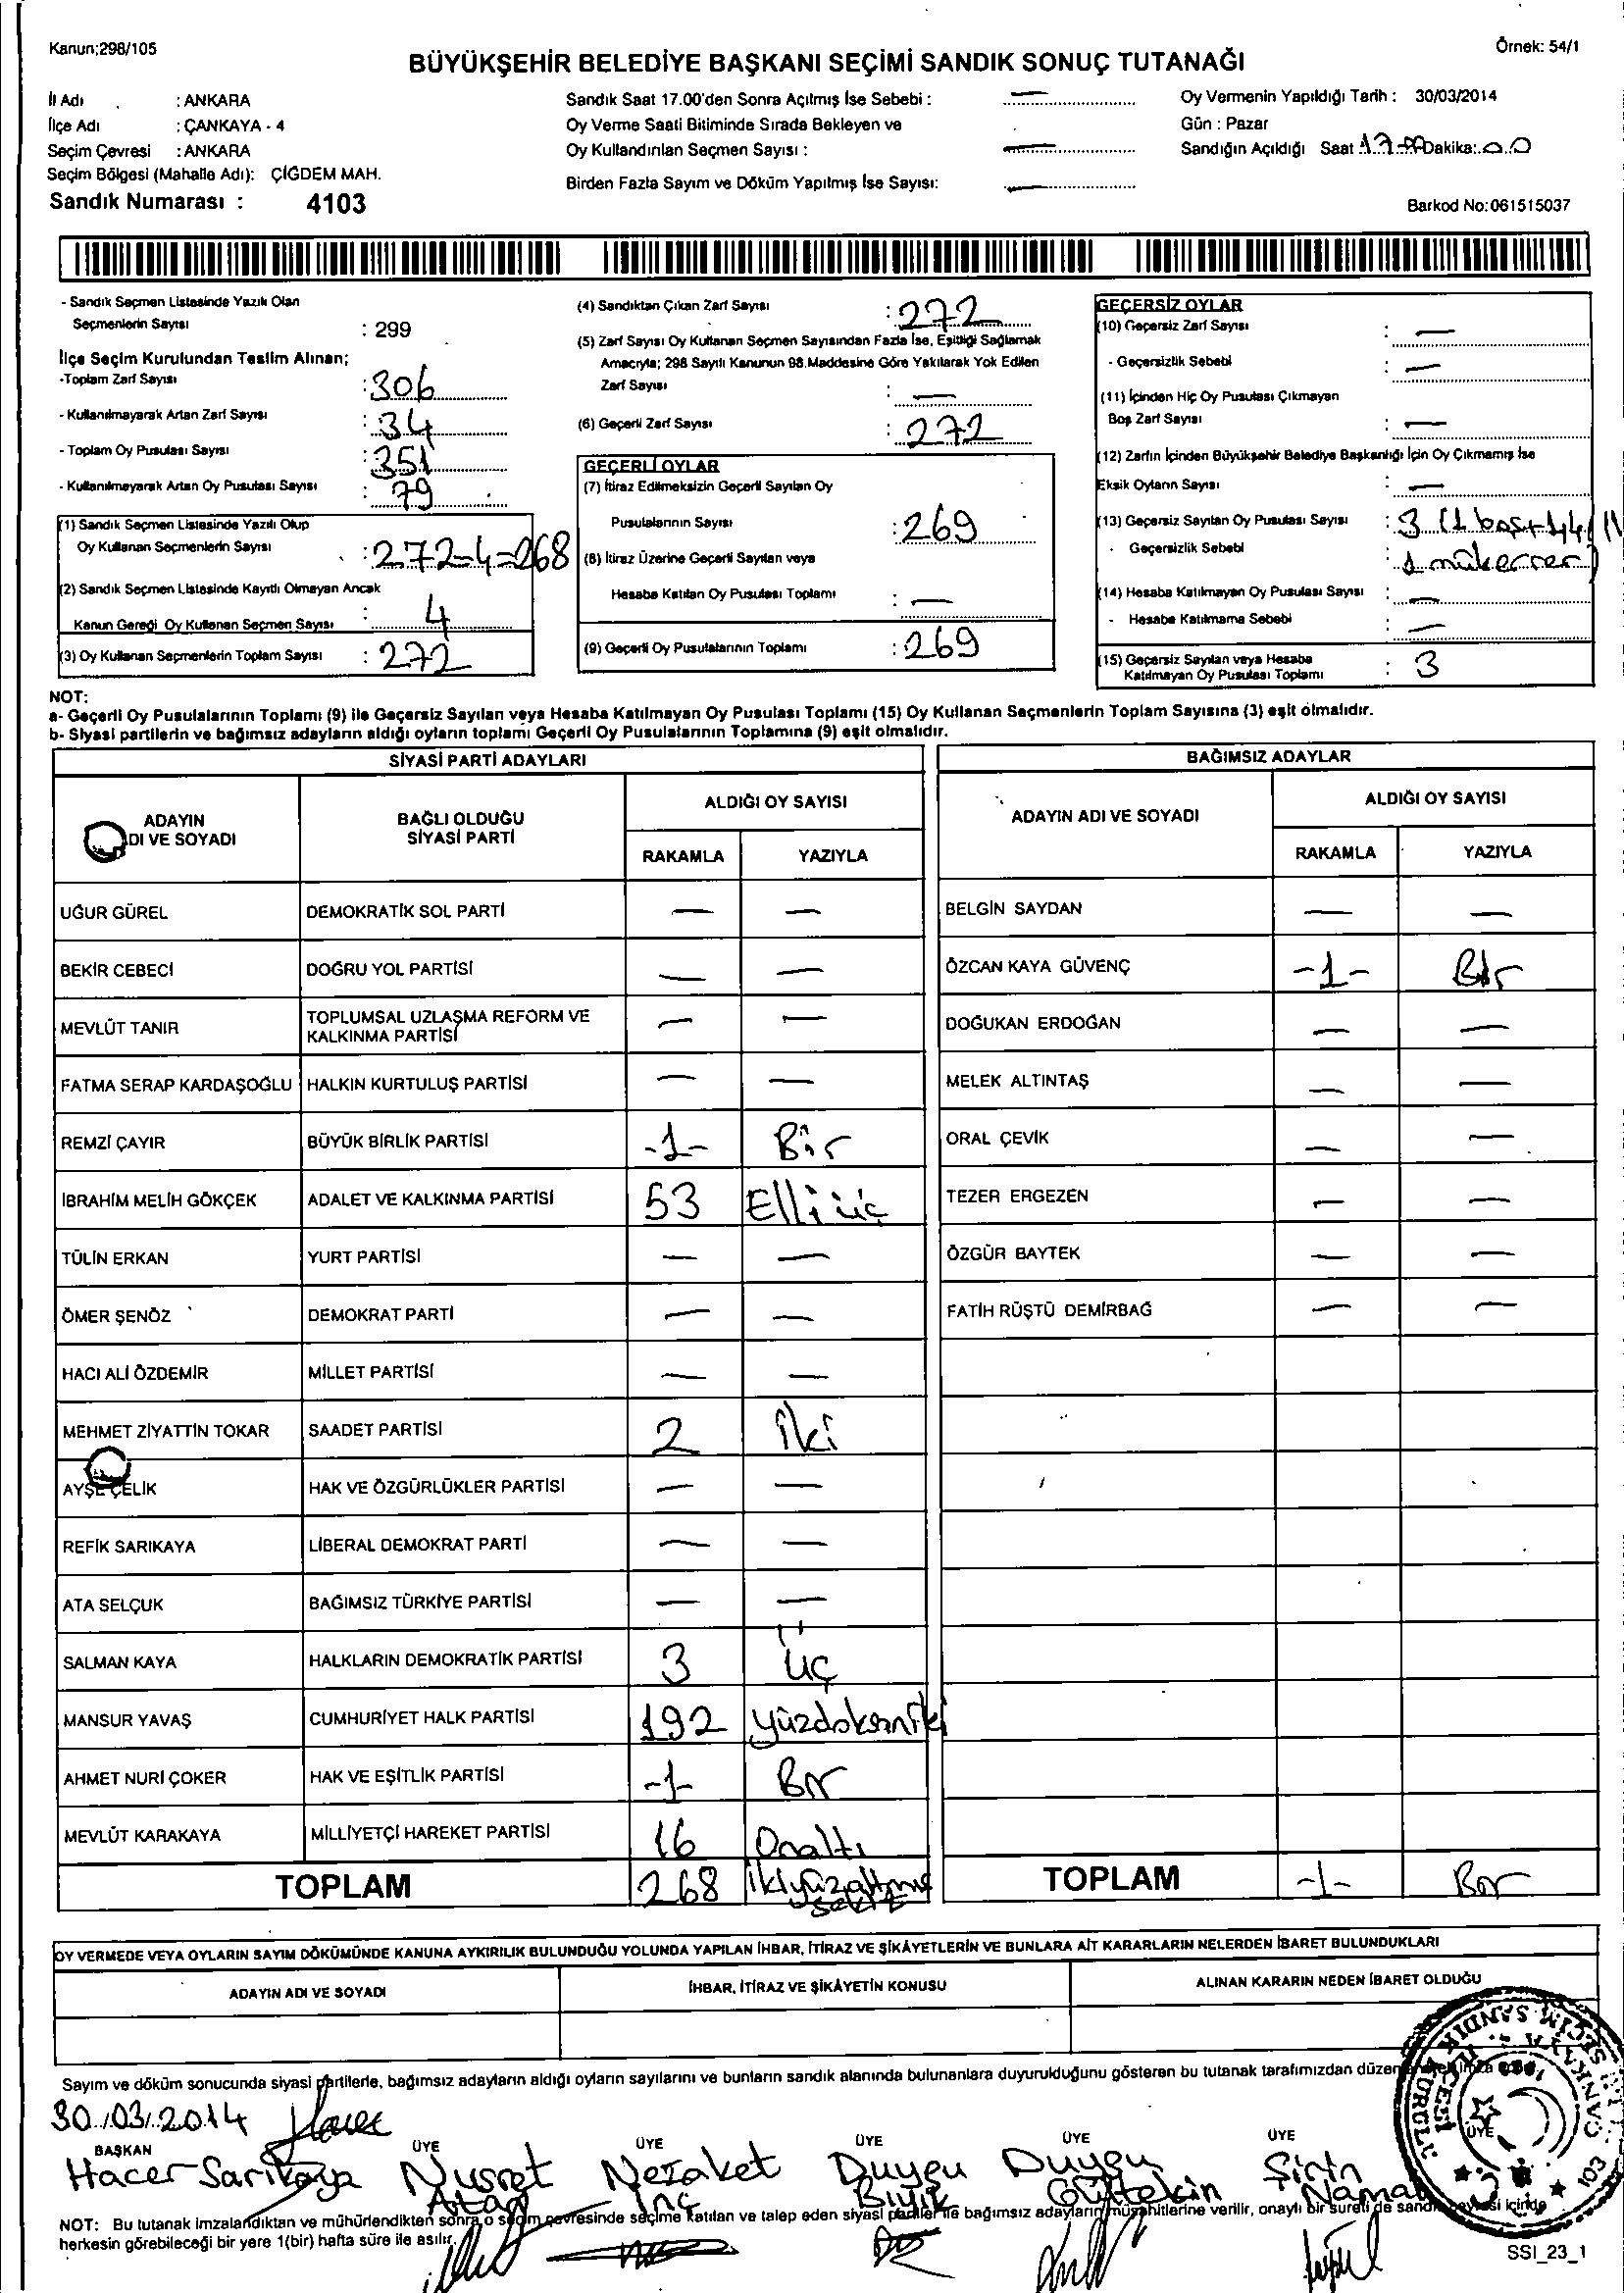 Kanun;298/105
Örnek: 54/1
BÜYÜKŞEHİR BELEDİYE BAŞKANI SEÇİMİ SANDIK SONUÇ TUTANAĞI
İl Adı : ANKARA
İlçe Adı : ÇANKAYA - 4
Seçim Çevresi : ANKARA
Seçim Bölgesi (Mahalle Adı): ÇİĞDEM MAH.
Sandık Numarası : 4103
Sandık Saat 17.00'den Sonra Açılmış İse Sebebi : —
Oy Verme Saati Bitiminde Sırada Bekleyen ve
Oy Kullandırılan Seçmen Sayısı : —
Birden Fazla Sayım ve Döküm Yapılmış İse Sayısı: —
Oy Vermenin Yapıldığı Tarih : 30/03/2014
Gün : Pazar
Sandığın Açıldığı Saat 17.00 Dakika:.00
Barkod No:061515037
- Sandık Seçmen Listesinde Yazılı Olan
Seçmenlerin Sayısı : 299
İlçe Seçim Kurulundan Teslim Alınan;
-Toplam Zarf Sayısı : 306
- Kullanılmayarak Artan Zarf Sayısı : 34
- Toplam Oy Pusulası Sayısı : 351
- Kullanılmayarak Artan Oy Pusulası Sayısı : 79
(1) Sandık Seçmen Listesinde Yazılı Olup
Oy Kullanan Seçmenlerin Sayısı : 272-4=268
(2) Sandık Seçmen Listesinde Kayıtlı Olmayan Ancak
Kanun Gereği Oy Kullanan Seçmen Sayısı : 4
(3) Oy Kullanan Seçmenlerin Toplam Sayısı : 272
(4) Sandıktan Çıkan Zarf Sayısı : 272
(5) Zarf Sayısı Oy Kullanan Seçmen Sayısından Fazla İse, Eşitliği Sağlamak
Amacıyla; 298 Sayılı Kanunun 98.Maddesine Göre Yakılarak Yok Edilen
Zarf Sayısı : —
(6) Geçerli Zarf Sayısı : 272
GEÇERLİ OYLAR
(7) İtiraz Edilmeksizin Geçerli Sayılan Oy
Pusulalarının Sayısı : 269
(8) İtiraz Üzerine Geçerli Sayılan veya
Hesaba Katılan Oy Pusulası Toplamı : —
(9) Geçerli Oy Pusulalarının Toplamı : 269
GEÇERSİZ OYLAR
(10) Geçersiz Zarf Sayısı : —
- Geçersizlik Sebebi : —
(11) İçinden Hiç Oy Pusulası Çıkmayan
Boş Zarf Sayısı : —
(12) Zarfın İçinden Büyükşehir Belediye Başkanlığı İçin Oy Çıkmamış İse
Eksik Oyların Sayısı : —
(13) Geçersiz Sayılan Oy Pusulası Sayısı : 3 (1 boş+
- Geçersizlik Sebebi : 1 mükerrer)
(14) Hesaba Katılmayan Oy Pusulası Sayısı : —
- Hesaba Katılmama Sebebi : —
(15) Geçersiz Sayılan veya Hesaba
Katılmayan Oy Pusulası Toplamı : 3
NOT:
a- Geçerli Oy Pusulalarının Toplamı (9) ile Geçersiz Sayılan veya Hesaba Katılmayan Oy Pusulası Toplamı (15) Oy Kullanan Seçmenlerin Toplam Sayısına (3) eşit olmalıdır.
b- Siyasi partilerin ve bağımsız adayların aldığı oyların toplamı Geçerli Oy Pusulalarının Toplamına (9) eşit olmalıdır.
SİYASİ PARTİ ADAYLARI
BAĞIMSIZ ADAYLAR
ADAYIN BAĞLI OLDUĞU ALDIĞI OY SAYISI ADAYIN ADI VE SOYADI ALDIĞI OY SAYISI
DI VE SOYADI SİYASİ PARTİ RAKAMLA YAZIYLA RAKAMLA YAZIYLA
UĞUR GÜREL DEMOKRATİK SOL PARTİ — — BELGİN SAYDAN — —
BEKİR CEBECİ DOĞRU YOL PARTİSİ — — ÖZCAN KAYA GÜVENÇ -1- Bir
MEVLÜT TANIR TOPLUMSAL UZLAŞMA REFORM VE KALKINMA PARTİSİ — — DOĞUKAN ERDOĞAN — —
FATMA SERAP KARDAŞOĞLU HALKIN KURTULUŞ PARTİSİ — — MELEK ALTINTAŞ — —
REMZİ ÇAYIR BÜYÜK BİRLİK PARTİSİ -1- Bir ORAL ÇEVİK — —
İBRAHİM MELİH GÖKÇEK ADALET VE KALKINMA PARTİSİ 53 Elli üç TEZER ERGEZEN — —
TÜLİN ERKAN YURT PARTİSİ — — ÖZGÜR BAYTEK — —
ÖMER ŞENÖZ DEMOKRAT PARTİ — — FATİH RÜŞTÜ DEMİRBAĞ — —
HACI ALİ ÖZDEMİR MİLLET PARTİSİ — —
MEHMET ZİYATTİN TOKAR SAADET PARTİSİ 2 iki
AYŞE ÇELİK HAK VE ÖZGÜRLÜKLER PARTİSİ — —
REFİK SARIKAYA LİBERAL DEMOKRAT PARTİ — —
ATA SELÇUK BAĞIMSIZ TÜRKİYE PARTİSİ — —
SALMAN KAYA HALKLARIN DEMOKRATİK PARTİSİ 3 üç
MANSUR YAVAŞ CUMHURİYET HALK PARTİSİ 192 yüzdoksaniki
AHMET NURİ ÇOKER HAK VE EŞİTLİK PARTİSİ -1- Bir
MEVLÜT KARAKAYA MİLLİYETÇİ HAREKET PARTİSİ 16 Onaltı
TOPLAM 268 ikiyüzaltmış sekiz TOPLAM -1- Bir
OY VERMEDE VEYA OYLARIN SAYIM DÖKÜMÜNDE KANUNA AYKIRILIK BULUNDUĞU YOLUNDA YAPILAN İHBAR, İTİRAZ VE ŞİKÂYETLERİN VE BUNLARA AİT KARARLARIN NELERDEN İBARET BULUNDUKLARI
ADAYIN ADI VE SOYADI İHBAR, İTİRAZ VE ŞİKÂYETİN KONUSU ALINAN KARARIN NEDEN İBARET OLDUĞU
Sayım ve döküm sonucunda siyasi partilerle, bağımsız adayların aldığı oyların sayılarını ve bunların sandık alanında bulunanlara duyurulduğunu gösteren bu tutanak tarafımızdan
30/03/2014
BAŞKAN ÜYE ÜYE ÜYE ÜYE ÜYE ÜYE
Hacer Sarıkaya Nusret Nezaket Duygu Duygu Şirin
İnç Bıyık Gültekin Namal
NOT: Bu tutanak imzalandıktan ve mühürlendikten sonra o seçim çevresinde seçime katılan ve talep eden siyasi partiler ile bağımsız adayların müşahitlerine verilir, onaylı bir sureti de içinde
herkesin görebileceği bir yere 1(bir) hafta süre ile asılır.
SSI_23_1